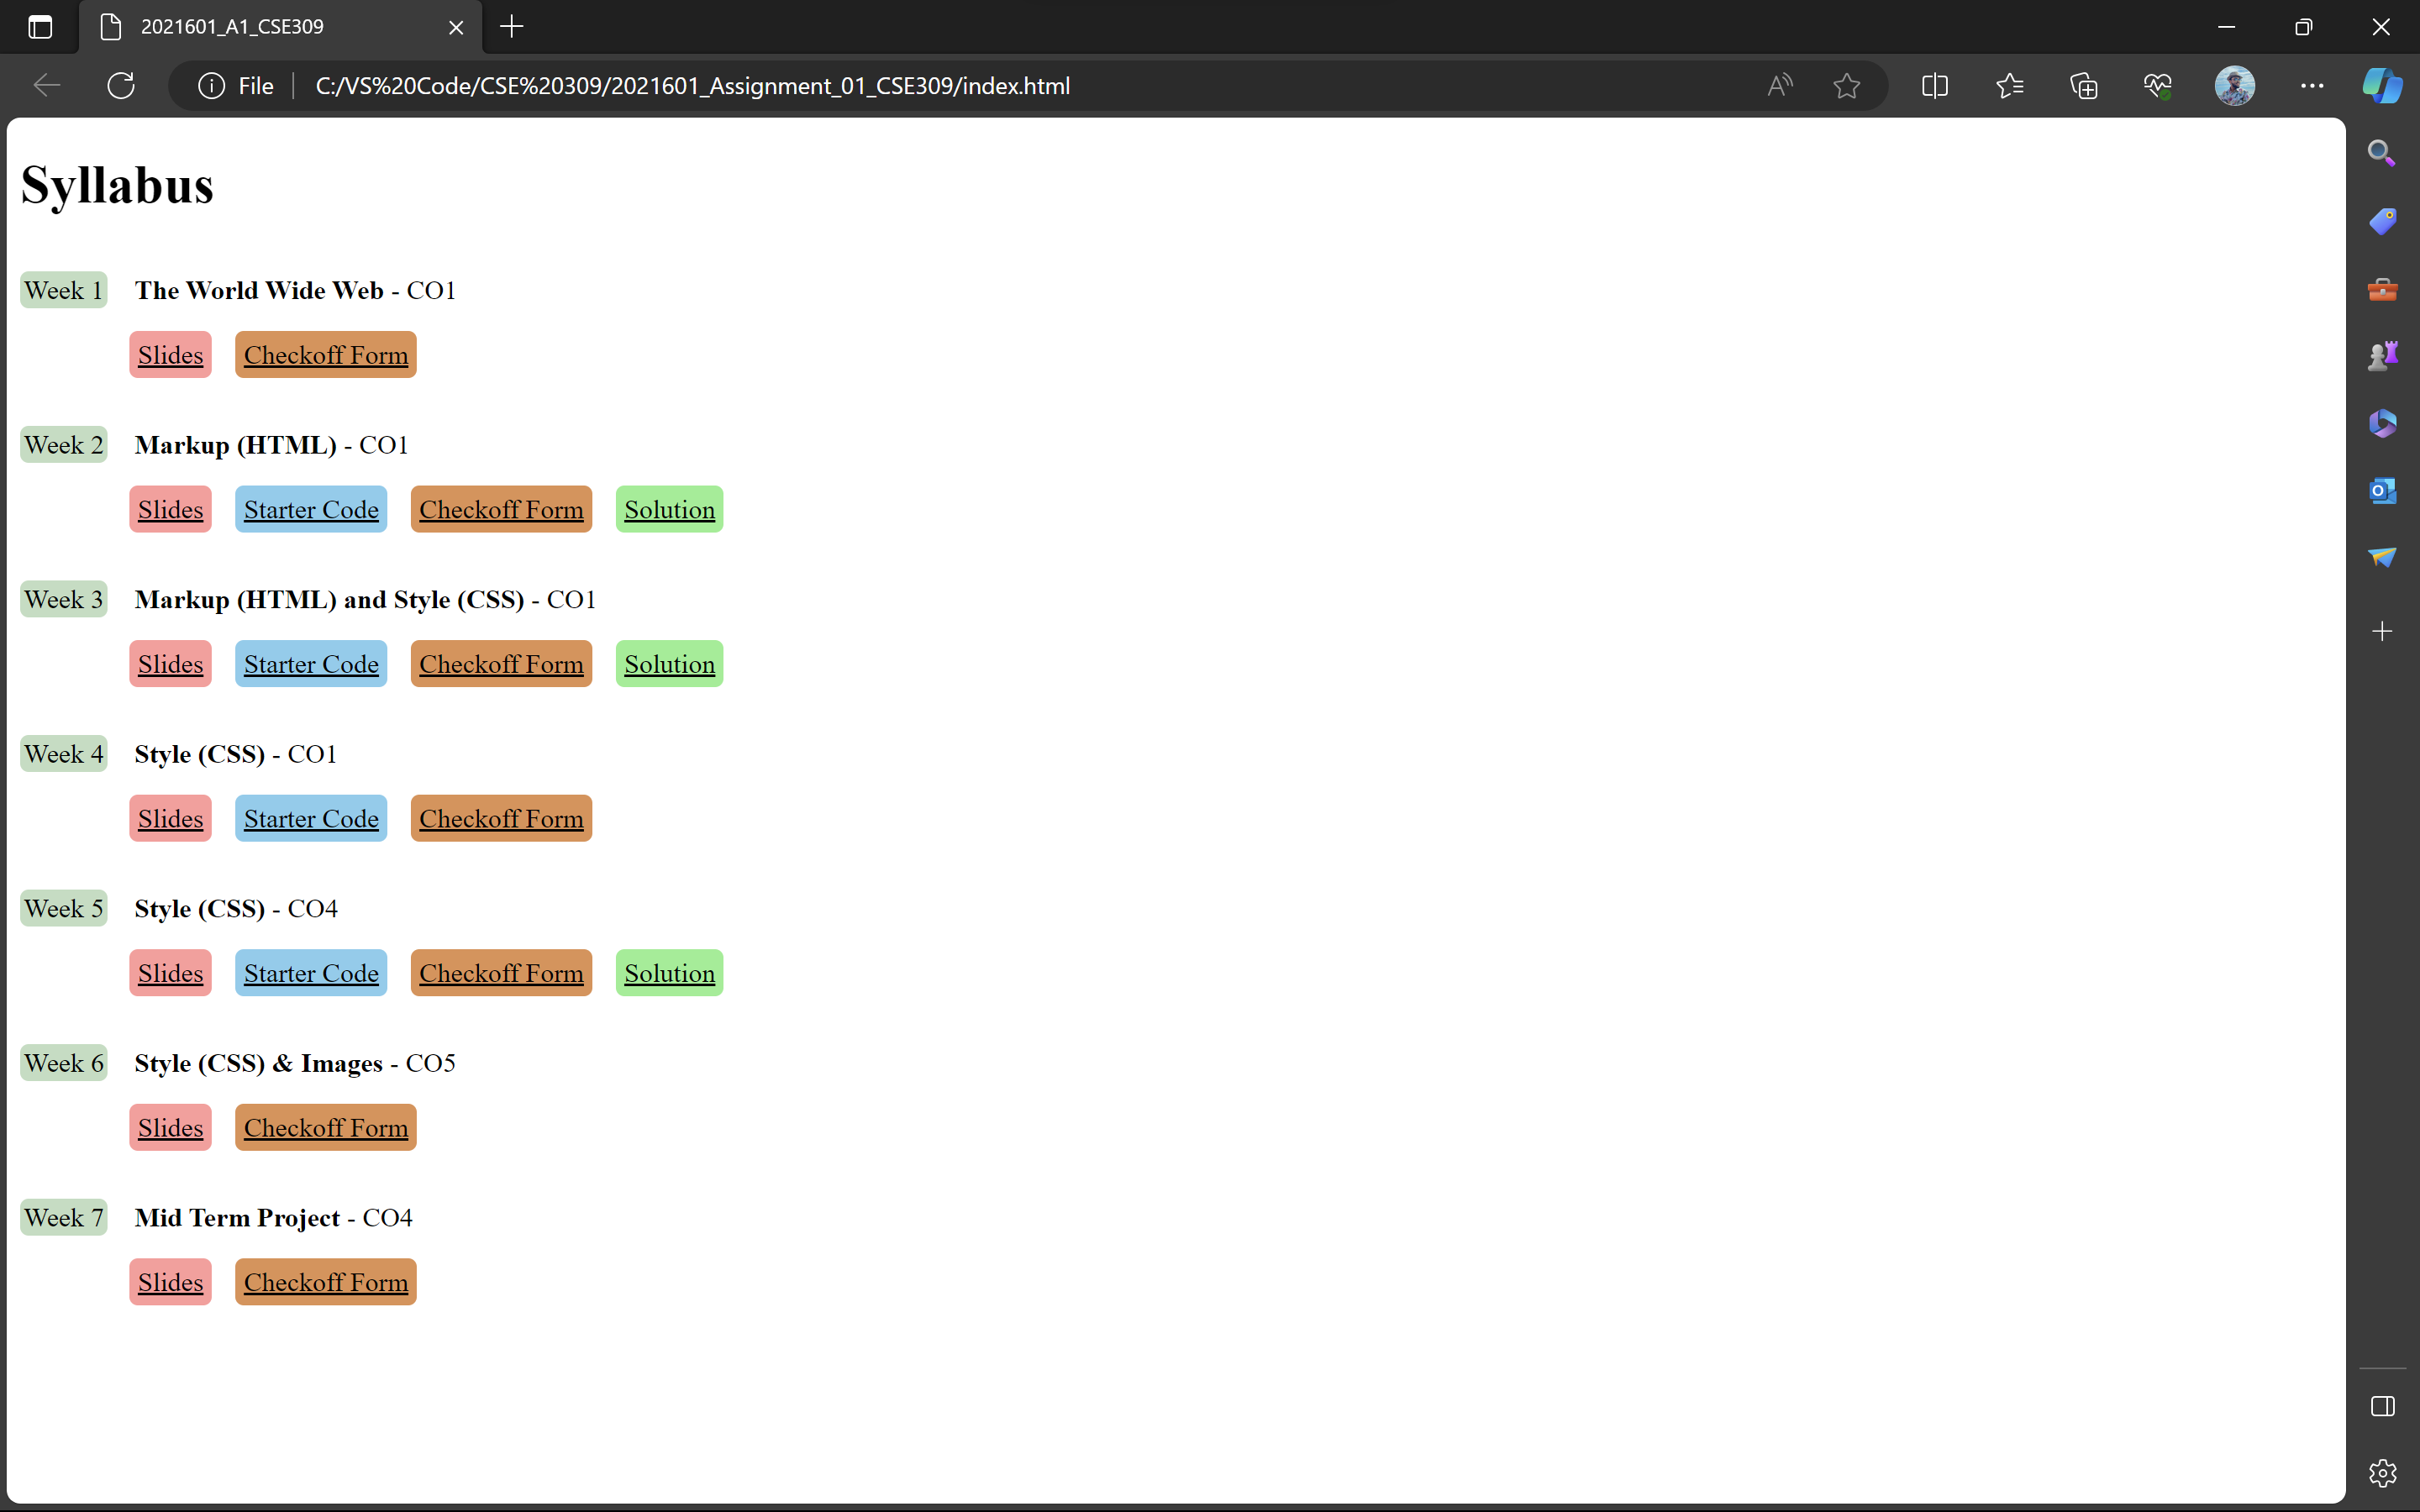 2021601_A1_CSE309
File C:/VS%20Code/CSE%20309/2021601_Assignment_01_CSE309/index.html
Syllabus
Week 1 The World Wide Web - CO1
Slides Checkoff Form
Week 2 Markup (HTML) - CO1
Slides Starter Code Checkoff Form Solution
Week 3 Markup (HTML) and Style (CSS) - CO1
Slides Starter Code Checkoff Form Solution
Week 4 Style (CSS) - CO1
Slides Starter Code Checkoff Form
Week 5 Style (CSS) - CO4
Slides Starter Code Checkoff Form Solution
Week 6 Style (CSS) & Images - CO5
Slides Checkoff Form
Week 7 Mid Term Project - CO4
Slides Checkoff Form